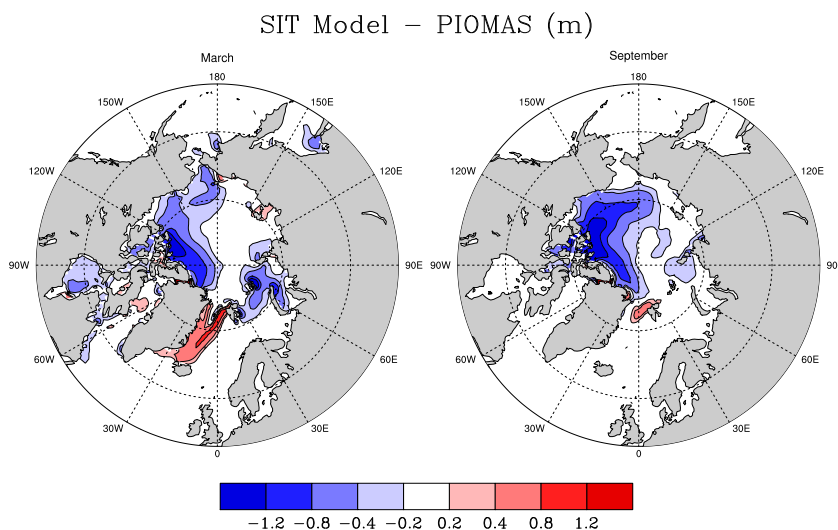 SIT Model − PIOMAS (m)
March
180
150W
150E
120W
120E
90W
90E
60W
60E
30W
30E
0
September
180
150W
150E
120W
120E
90W
90
60W
60E
30W
30E
0
−1.2 −0.8 −0.4 −0.2 0.2 0.4 0.8 1.2